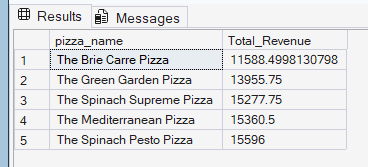 Results Messages
pizza_name Total_Revenue
1 The Brie Carre Pizza 11588.4998130798
2 The Green Garden Pizza 13955.75
3 The Spinach Supreme Pizza 15277.75
4 The Mediterranean Pizza 15360.5
5 The Spinach Pesto Pizza 15596